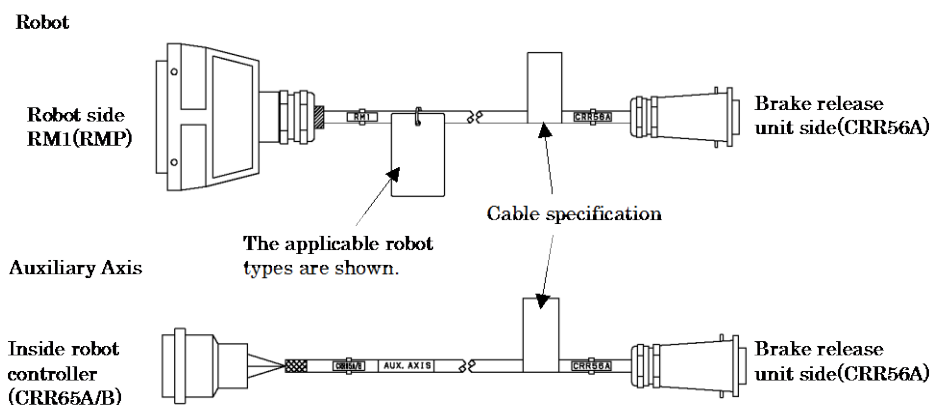 Robot
Robot side
RM1(RMP)
RM1
CRR56A
Brake release
unit side(CRR56A)
Cable specification
The applicable robot
types are shown.
Auxiliary Axis
Inside robot
controller
(CRR65A/B)
CRR65A/B
AUX. AXIS
CRR56A
Brake release
unit side(CRR56A)